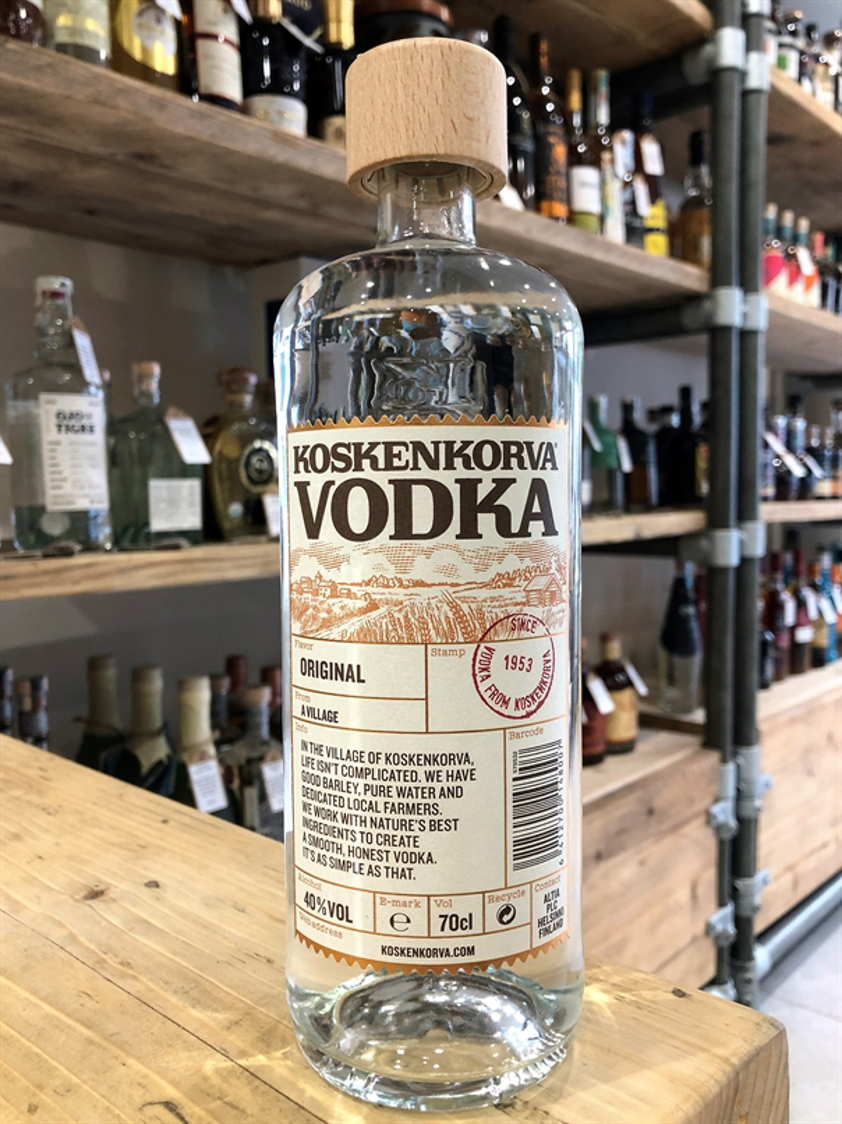 KOSKENKORVA
VODKA
Flavor
ORIGINAL
From
A VILLAGE
Stamp
SINCE
1953
VODKA FROM KOSKENKORVA
Info
IN THE VILLAGE OF KOSKENKORVA,
LIFE ISN'T COMPLICATED. WE HAVE
GOOD BARLEY, PURE WATER AND
DEDICATED LOCAL FARMERS.
WE WORK WITH NATURE'S BEST
INGREDIENTS TO CREATE
A SMOOTH, HONEST VODKA.
IT'S AS SIMPLE AS THAT.
Barcode
Alcohol
40%VOL
E-mark
e
Vol
70cl
Recycle
Contact
ALTIA
PLC
HELSINKI
FINLAND
Web address
KOSKENKORVA.COM